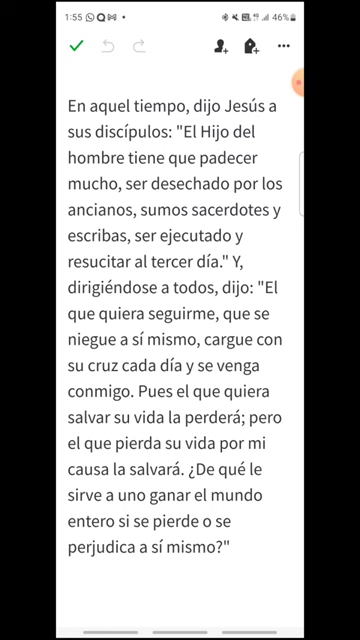 1:55
46%
En aquel tiempo, dijo Jesús a
sus discípulos: "El Hijo del
hombre tiene que padecer
mucho, ser desechado por los
ancianos, sumos sacerdotes y
escribas, ser ejecutado y
resucitar al tercer día." Y,
dirigiéndose a todos, dijo: "El
que quiera seguirme, que se
niegue a sí mismo, cargue con
su cruz cada día y se venga
conmigo. Pues el que quiera
salvar su vida la perderá; pero
el que pierda su vida por mi
causa la salvará. ¿De qué le
sirve a uno ganar el mundo
entero si se pierde o se
perjudica a sí mismo?"